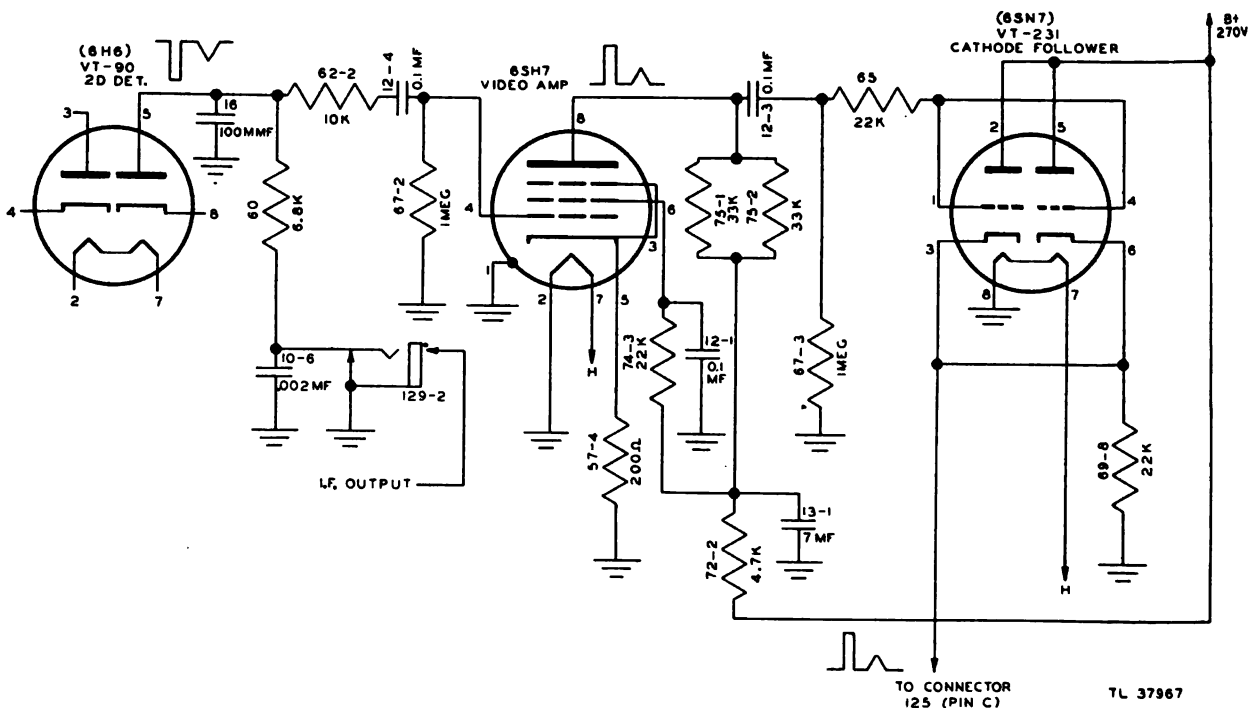 (6H6)
VT-90
2D DET.
3
5
4
8
2
7
16
100MMF
62-2
10K
12-4
0.1 MF
60
6.8K
67-2
1MEG
10-6
.002MF
129-2
I.F. OUTPUT
6SH7
VIDEO AMP
8
4
6
3
1
2
7
5
H
57-4
200Ω
74-3
22K
12-1
0.1
MF
12-3
0.1 MF
75-1
33K
75-2
33K
65
22K
67-3
1MEG
13-1
7 MF
72-2
4.7K
(6SN7)
VT-231
CATHODE FOLLOWER
B+
270V
2
5
1
4
3
6
8
7
H
69-8
22K
TO CONNECTOR
125 (PIN C)
TL 37967